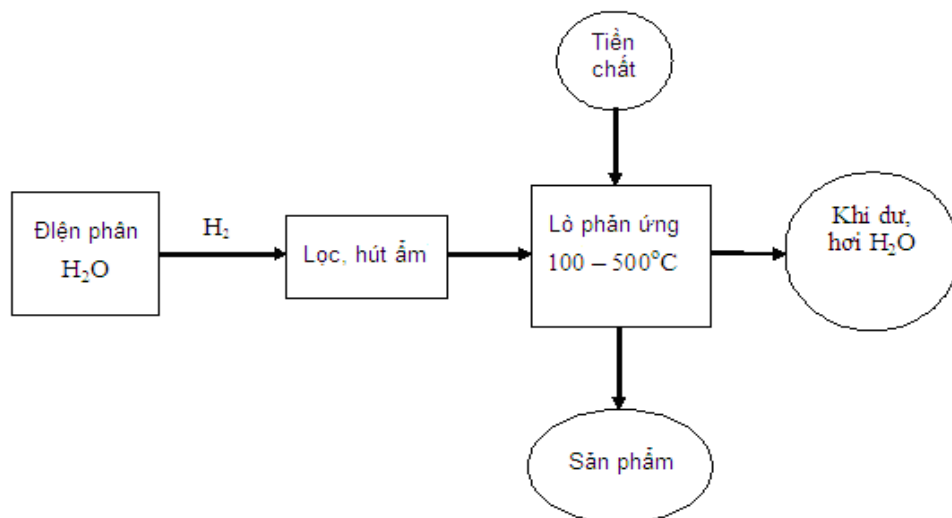 Tiền
chất
Điện phân
H₂O
H₂
Lọc, hút ẩm
Lò phản ứng
100 – 500°C
Khi dư,
hơi H₂O
Sản phẩm